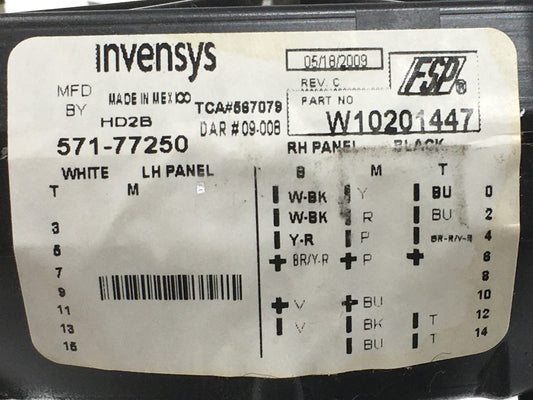 invensys
05/18/2009
REV. C
FSP®
MFD
BY
MADE IN MEXICO
TCA#567079
PART NO
W10201447
HD2B
DAR # 09-008
571-77250
RH PANEL BLACK
WHITE LH PANEL
B M T
T M B
W-BK Y BU 0
W-BK R BU 2
3
Y-R P BR-R/Y-R 4
5
BR/Y-R P 6
7
8
9
V BU 10
11
V BK T 12
13
BU T 14
15